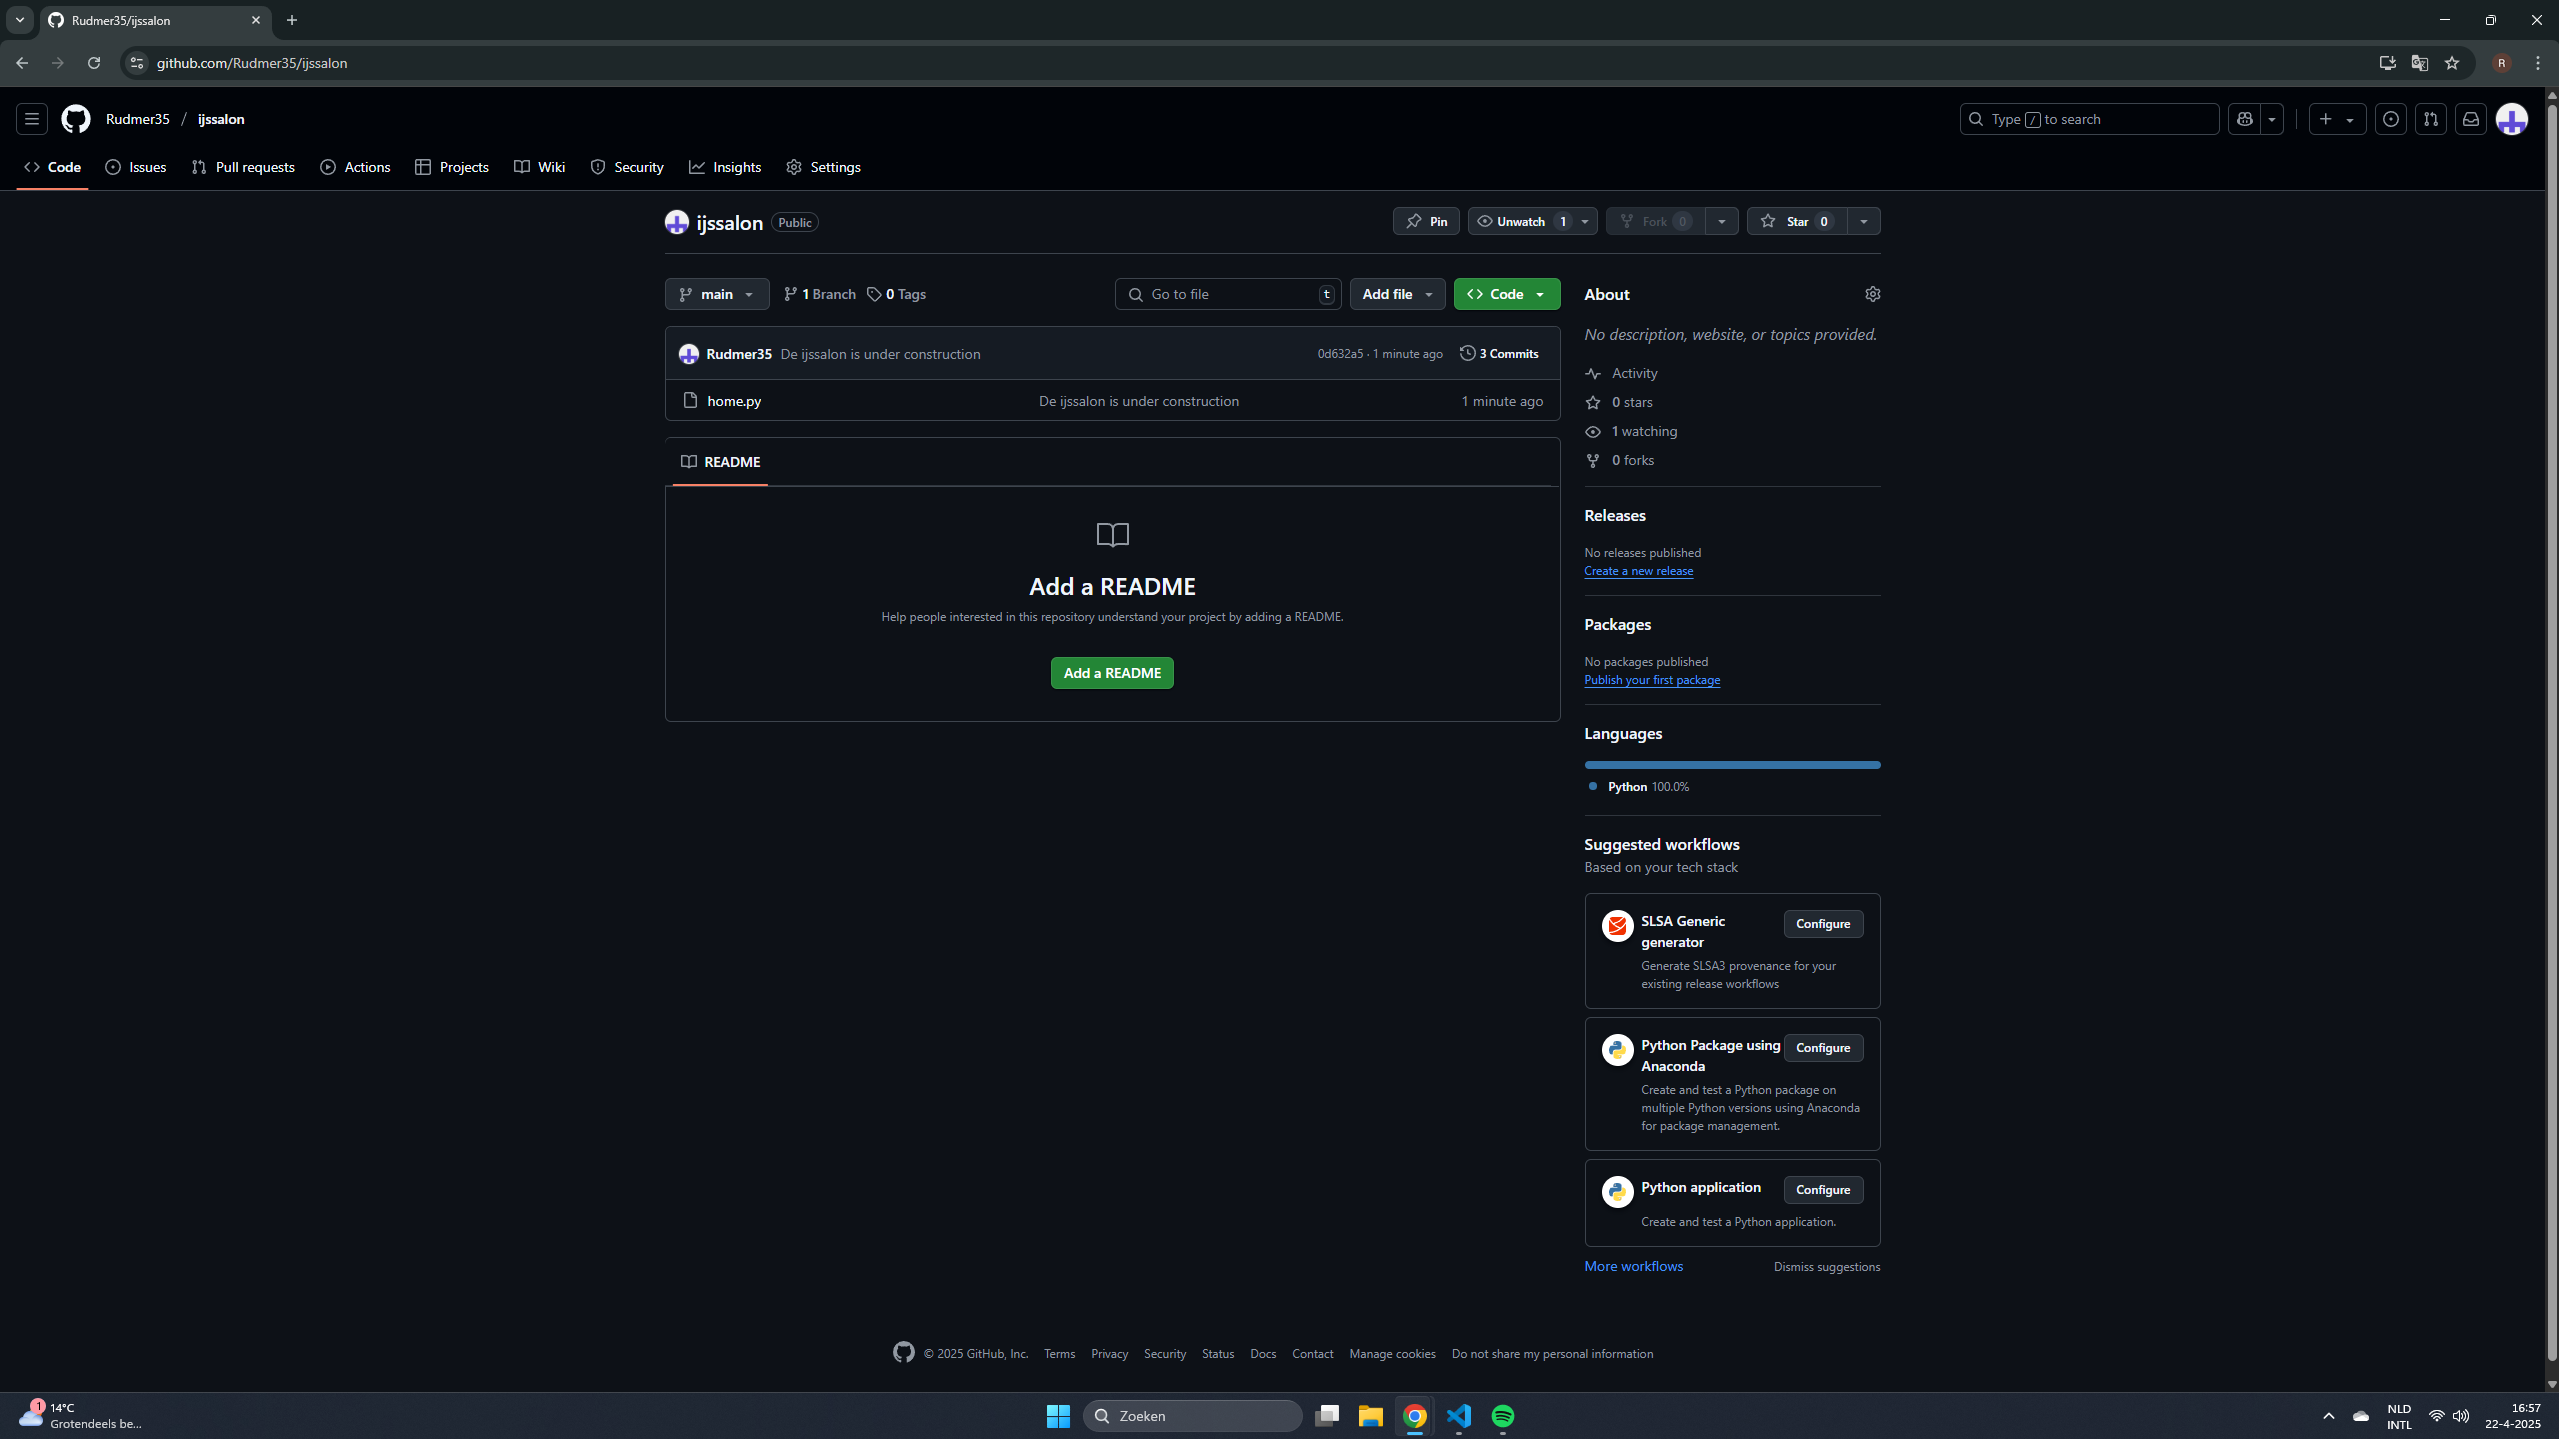 Rudmer35/ijssalon
github.com/Rudmer35/ijssalon
R
Rudmer35 / ijssalon
Type / to search
Code
Issues
Pull requests
Actions
Projects
Wiki
Security
Insights
Settings
ijssalon Public
Pin
Unwatch 1
Fork 0
Star 0
main
1 Branch
0 Tags
Go to file t
Add file
Code
Rudmer35 De ijssalon is under construction
0d632a5 · 1 minute ago
3 Commits
home.py
De ijssalon is under construction
1 minute ago
README
Add a README
Help people interested in this repository understand your project by adding a README.
Add a README
About
No description, website, or topics provided.
Activity
0 stars
1 watching
0 forks
Releases
No releases published
Create a new release
Packages
No packages published
Publish your first package
Languages
Python 100.0%
Suggested workflows
Based on your tech stack
SLSA Generic
generator
Configure
Generate SLSA3 provenance for your
existing release workflows
Python Package using
Anaconda
Configure
Create and test a Python package on
multiple Python versions using Anaconda
for package management.
Python application
Configure
Create and test a Python application.
More workflows
Dismiss suggestions
© 2025 GitHub, Inc. Terms Privacy Security Status Docs Contact Manage cookies Do not share my personal information
1
14°C
Grotendeels be...
Zoeken
NLD
INTL
16:57
22-4-2025